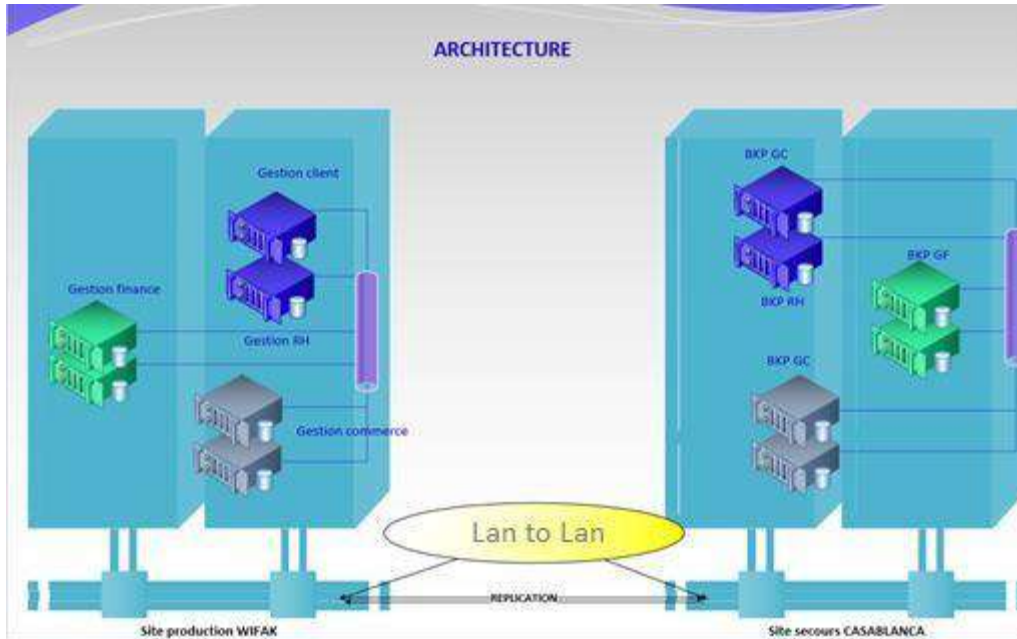 ARCHITECTURE
Gestion client
Gestion finance
Gestion RH
Gestion commerce
BKP GC
BKP GF
BKP RH
BKP GC
Lan to Lan
REPLICATION
Site production WIFAK
Site secours CASABLANCA